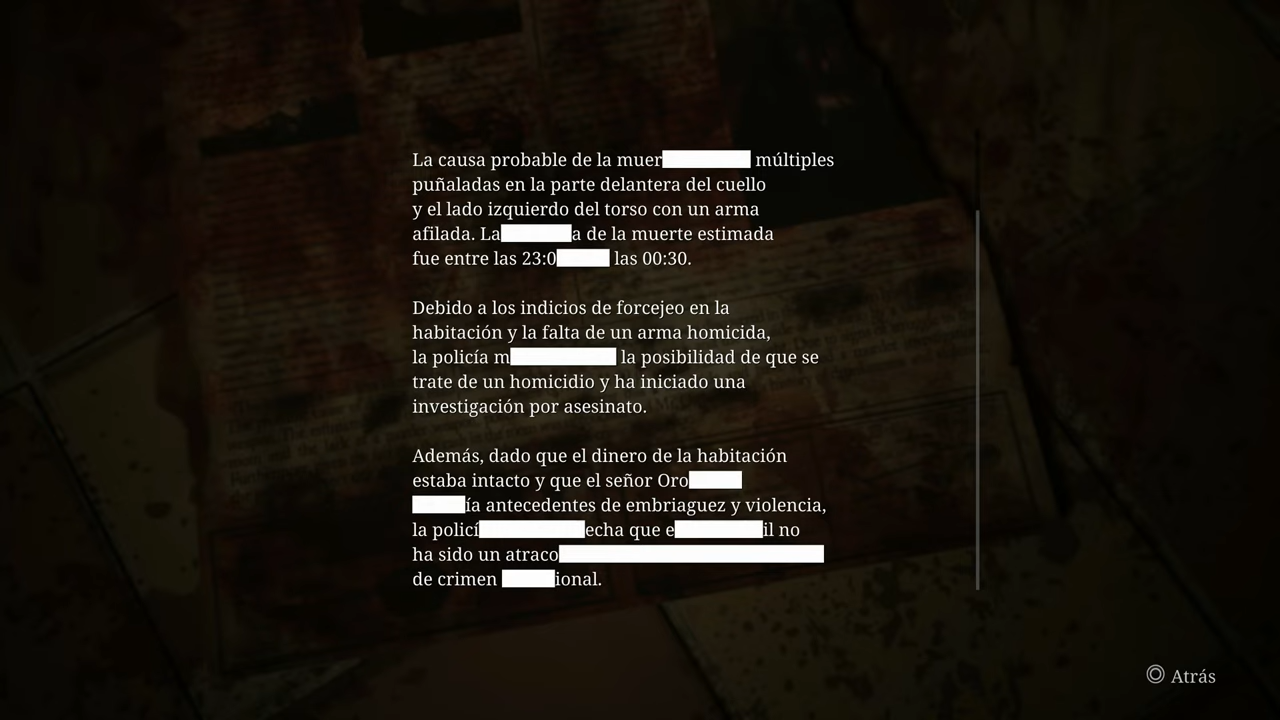 La causa probable de la muer múltiples
puñaladas en la parte delantera del cuello
y el lado izquierdo del torso con un arma
afilada. La a de la muerte estimada
fue entre las 23:0 las 00:30.
Debido a los indicios de forcejeo en la
habitación y la falta de un arma homicida,
la policía m la posibilidad de que se
trate de un homicidio y ha iniciado una
investigación por asesinato.
Además, dado que el dinero de la habitación
estaba intacto y que el señor Oro
ía antecedentes de embriaguez y violencia,
la policí echa que e il no
ha sido un atraco
de crimen ional.
Atrás